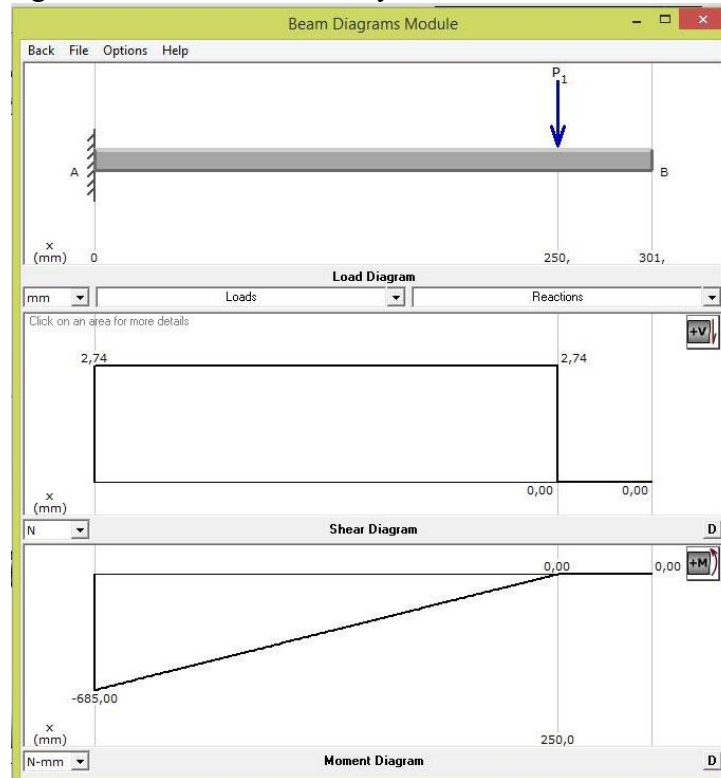 Beam Diagrams Module
Back File Options Help
P1
A
B
x
(mm) 0 250, 301,
Load Diagram
mm Loads Reactions
Click on an area for more details
+V
2,74 2,74
0,00 0,00
x
(mm)
N Shear Diagram D
0,00 0,00 +M
-685,00
x
(mm) 250,0
N-mm Moment Diagram D